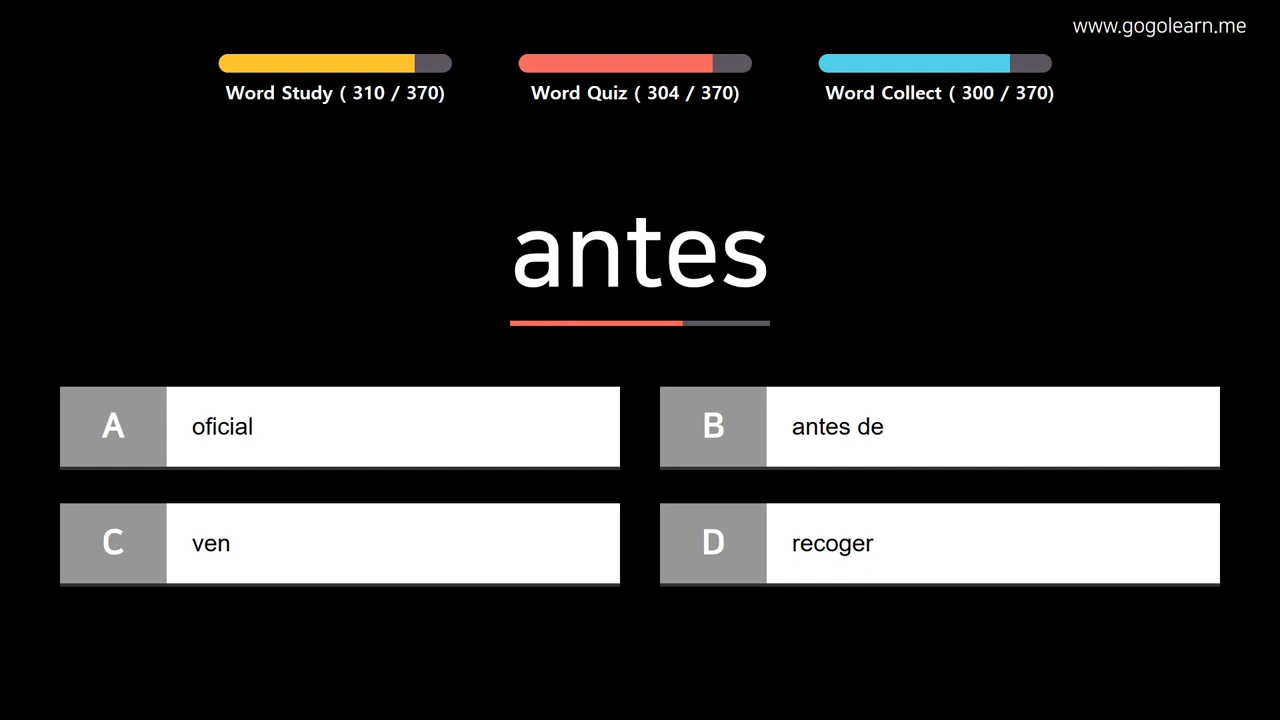 www.gogolearn.me
Word Study ( 310 / 370)
Word Quiz ( 304 / 370)
Word Collect ( 300 / 370)
antes
A oficial
B antes de
C ven
D recoger